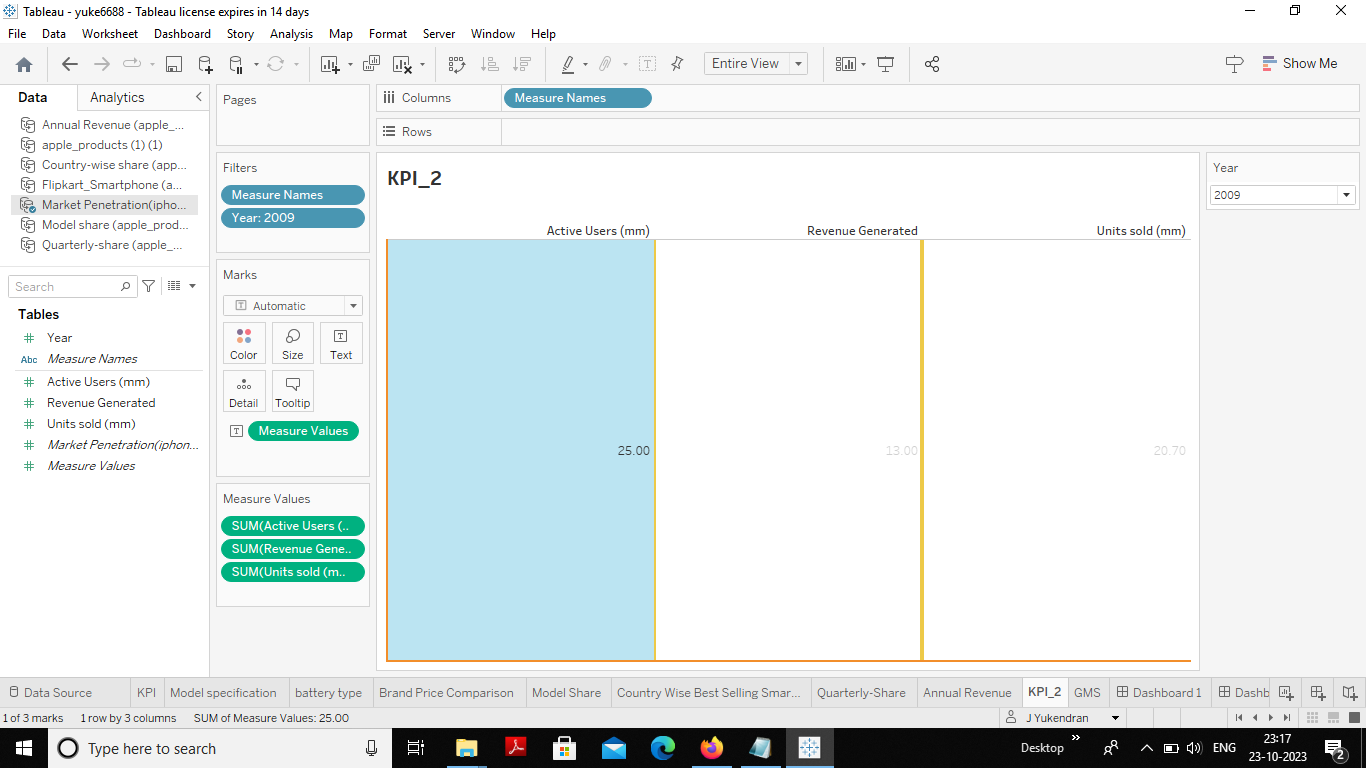 Tableau - yuke6688 - Tableau license expires in 14 days
File Data Worksheet Dashboard Story Analysis Map Format Server Window Help
Entire View
Show Me
Data Analytics
Annual Revenue (apple_...
apple_products (1) (1)
Country-wise share (app...
Flipkart_Smartphone (a...
Market Penetration(ipho...
Model share (apple_prod...
Quarterly-share (apple_...
Search
Tables
Year
Abc Measure Names
Active Users (mm)
Revenue Generated
Units sold (mm)
Market Penetration(iphon...
Measure Values
Pages
Filters
Measure Names
Year: 2009
Marks
Automatic
Color Size Text
Detail Tooltip
Measure Values
Measure Values
SUM(Active Users (..
SUM(Revenue Gene..
SUM(Units sold (m..
Columns Measure Names
Rows
KPI_2
Active Users (mm) Revenue Generated Units sold (mm)
25.00 13.00 20.70
Year
2009
Data Source KPI Model specification battery type Brand Price Comparison Model Share Country Wise Best Selling Smar... Quarterly-Share Annual Revenue KPI_2 GMS Dashboard 1 Dashb
1 of 3 marks 1 row by 3 columns SUM of Measure Values: 25.00 J Yukendran
Type here to search
Desktop
ENG
23:17
23-10-2023
2